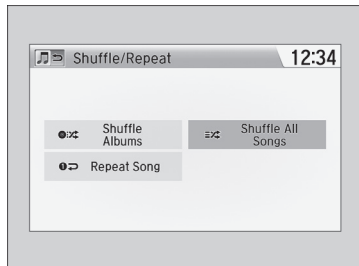 Shuffle/Repeat
12:34
Shuffle
Albums
Shuffle All
Songs
Repeat Song